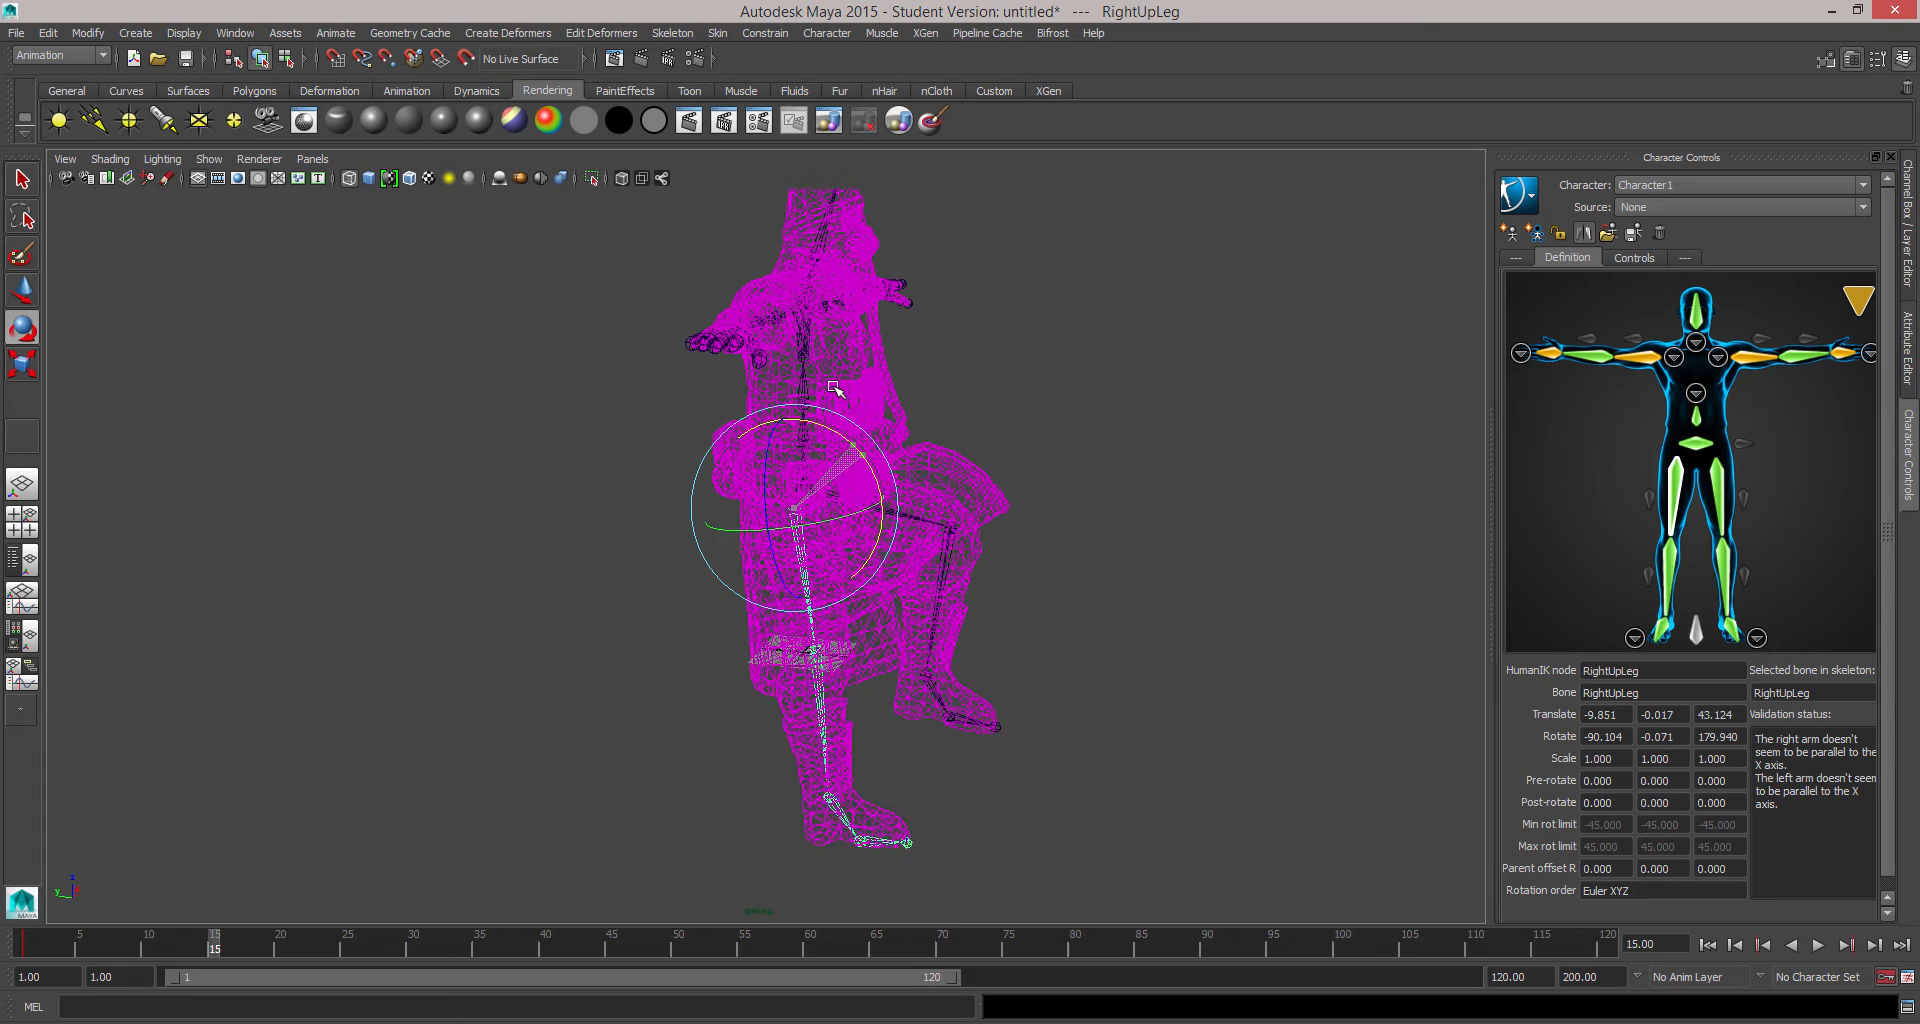 Autodesk Maya 2015 - Student Version: untitled* --- RightUpLeg
File Edit Modify Create Display Window Assets Animate Geometry Cache Create Deformers Edit Deformers Skeleton Skin Constrain Character Muscle XGen Pipeline Cache Bifrost Help
Animation No Live Surface
General Curves Surfaces Polygons Deformation Animation Dynamics Rendering PaintEffects Toon Muscle Fluids Fur nHair nCloth Custom XGen
View Shading Lighting Show Renderer Panels
Character Controls
Character: Character1
Source: None
--- Definition Controls ---
Channel Box / Layer Editor
Attribute Editor
Character Controls
HumanIK node RightUpLeg Selected bone in skeleton:
Bone RightUpLeg RightUpLeg
Translate -9.851 -0.017 43.124 Validation status:
Rotate -90.104 -0.071 179.940
Scale 1.000 1.000 1.000
Pre-rotate 0.000 0.000 0.000
Post-rotate 0.000 0.000 0.000
Min rot limit -45.000 -45.000 -45.000
Max rot limit 45.000 45.000 45.000
Parent offset R 0.000 0.000 0.000
Rotation order Euler XYZ
The right arm doesn't
seem to be parallel to the
X axis.
The left arm doesn't seem
to be parallel to the X
axis.
z
y x
persp
MAYA
5 10 15 20 25 30 35 40 45 50 55 60 65 70 75 80 85 90 95 100 105 110 115 120
15
15.00
1.00 1.00 1 120 120.00 200.00 No Anim Layer No Character Set
MEL